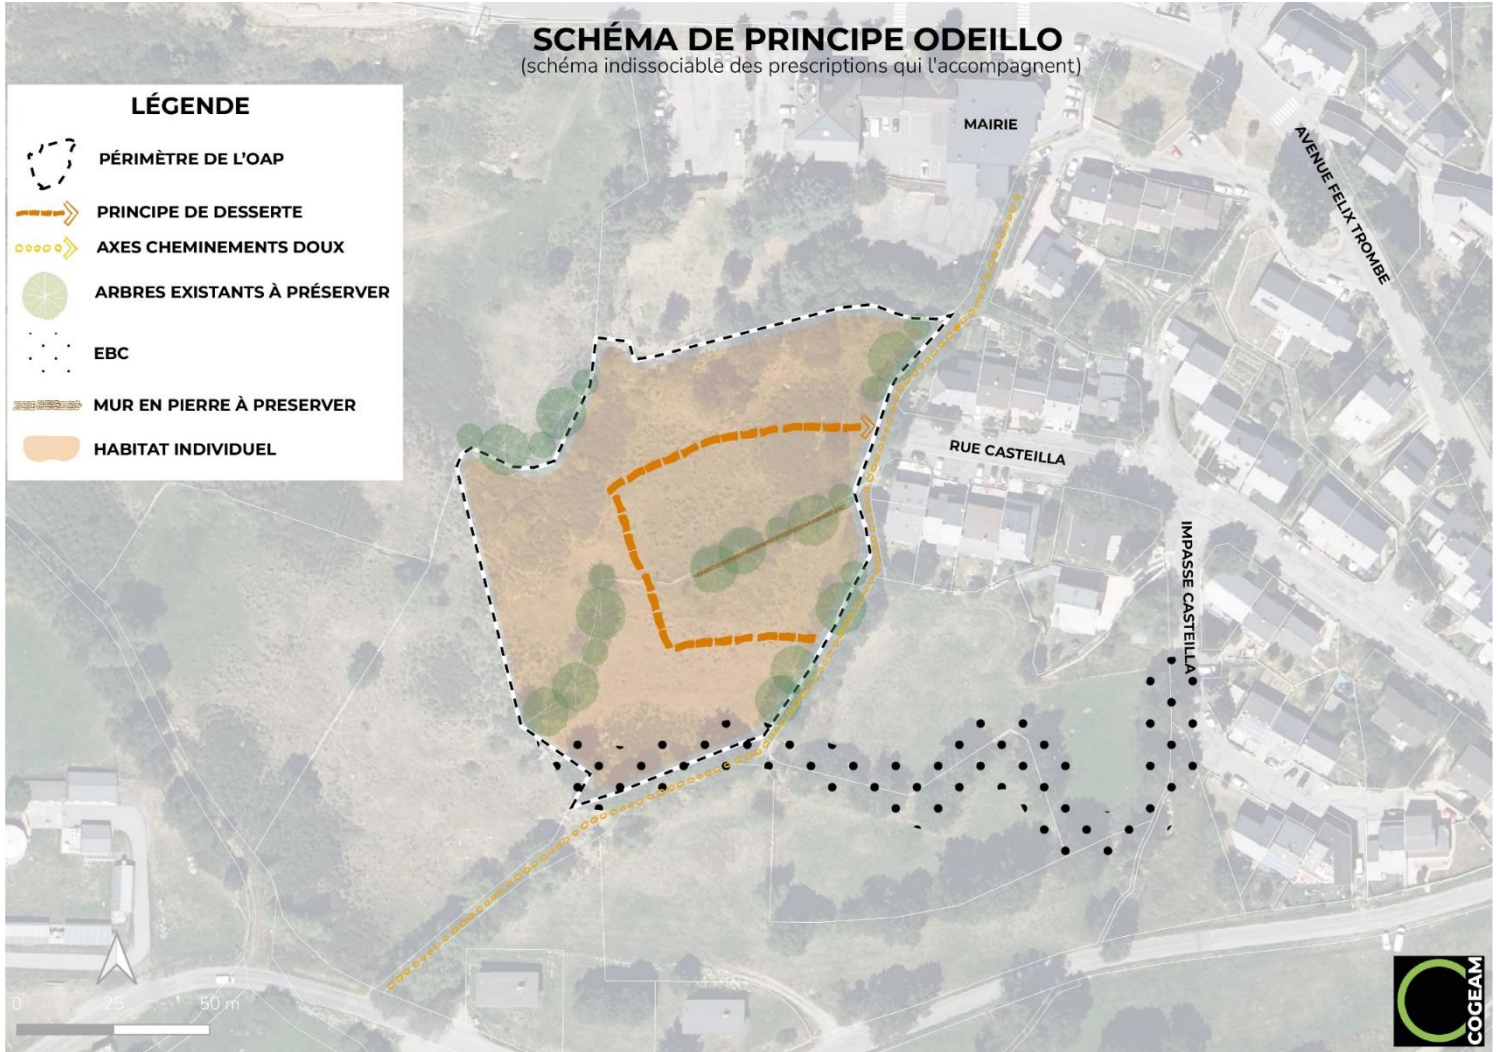 SCHÉMA DE PRINCIPE ODEILLO
(schéma indissociable des prescriptions qui l'accompagnent)
LÉGENDE
PÉRIMÈTRE DE L'OAP
PRINCIPE DE DESSERTE
AXES CHEMINEMENTS DOUX
ARBRES EXISTANTS À PRÉSERVER
EBC
MUR EN PIERRE À PRESERVER
HABITAT INDIVIDUEL
MAIRIE
AVENUE FELIX TROMBE
RUE CASTEILLA
IMPASSE CASTEILLA
0 25 50 m
COGEAM